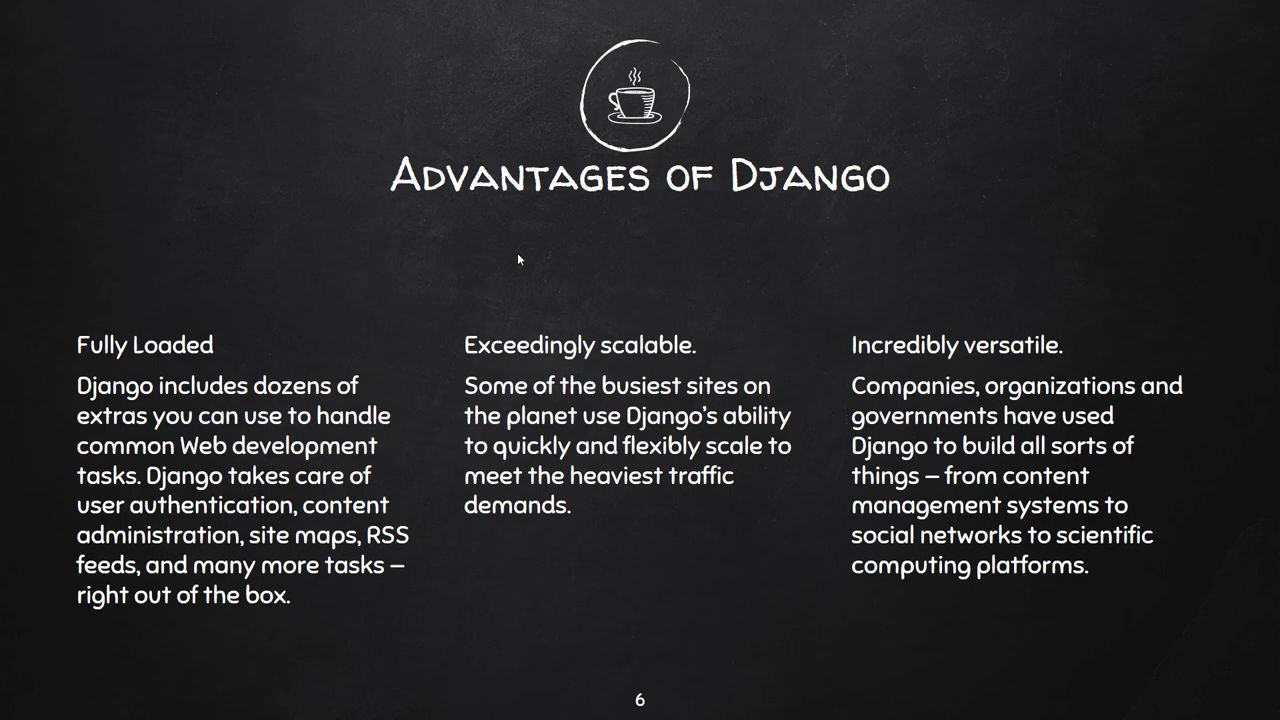 Advantages of Django
Fully Loaded
Django includes dozens of
extras you can use to handle
common Web development
tasks. Django takes care of
user authentication, content
administration, site maps, RSS
feeds, and many more tasks –
right out of the box.
Exceedingly scalable.
Some of the busiest sites on
the planet use Django’s ability
to quickly and flexibly scale to
meet the heaviest traffic
demands.
Incredibly versatile.
Companies, organizations and
governments have used
Django to build all sorts of
things – from content
management systems to
social networks to scientific
computing platforms.
6